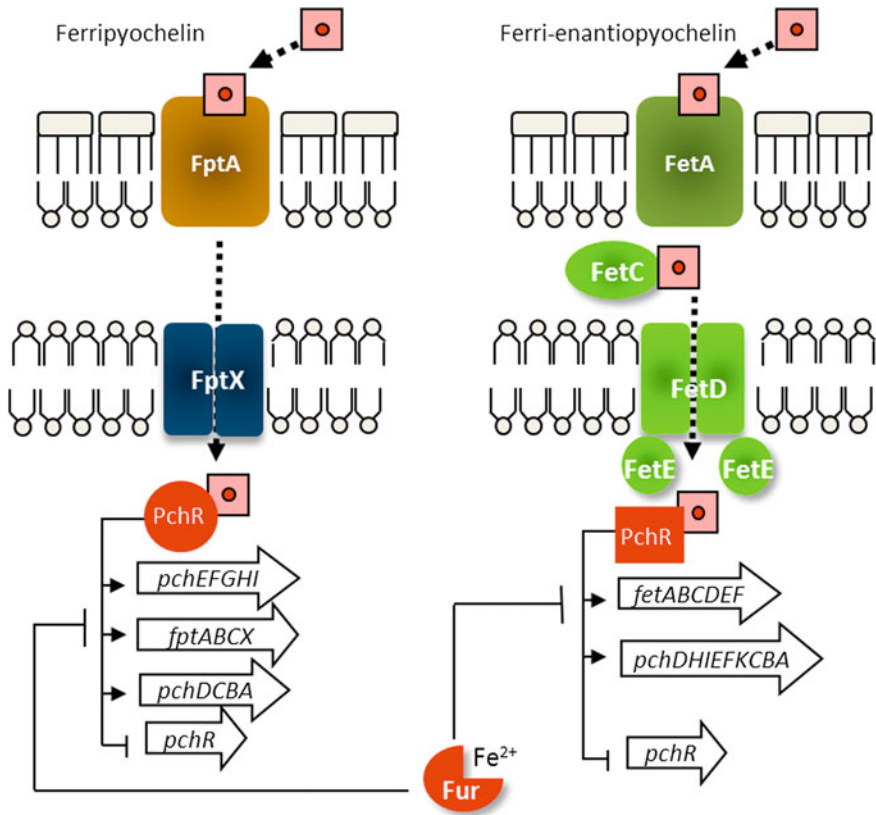 Ferripyochelin
Ferri-enantiopyochelin
FptA
FetA
FetC
FptX
FetD
FetE
FetE
PchR
PchR
pchEFGHI
fetABCDEF
fptABCX
pchDHIEFKCBA
pchDCBA
pchR
pchR
Fe²⁺
Fur